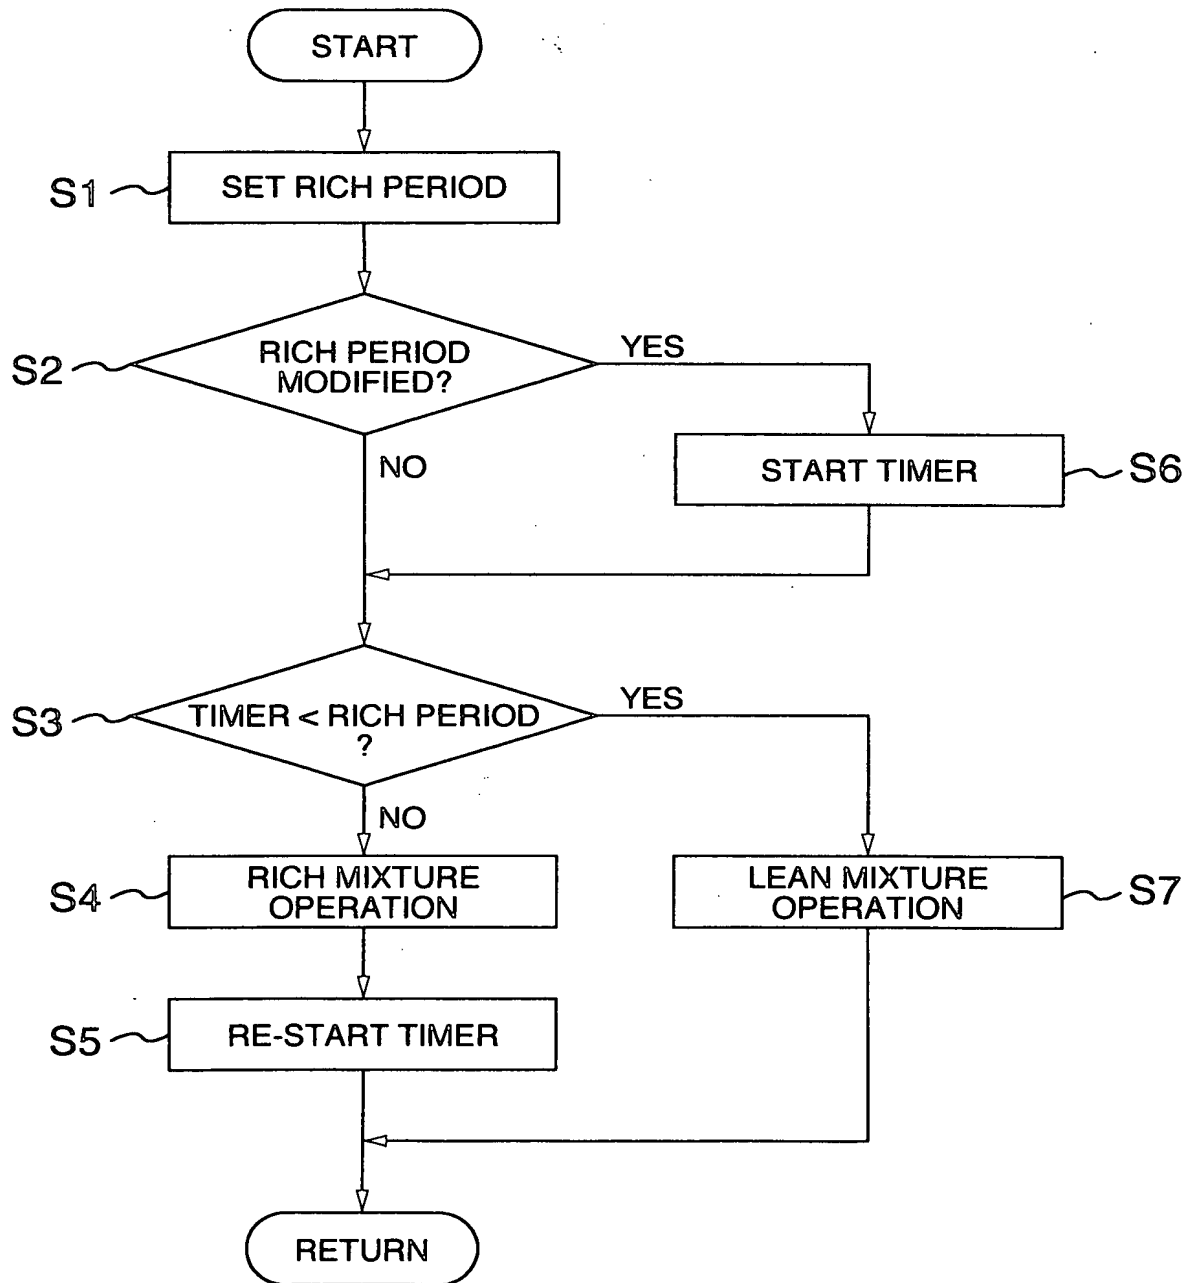 START
S1
SET RICH PERIOD
S2
RICH PERIOD
MODIFIED?
YES
NO
START TIMER
S6
S3
TIMER < RICH PERIOD
?
YES
NO
S4
RICH MIXTURE
OPERATION
LEAN MIXTURE
OPERATION
S7
S5
RE-START TIMER
RETURN